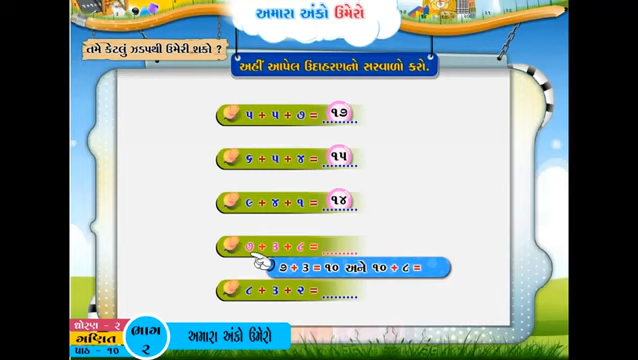 અમારા અંકો ઉમેરો
તમે કેટલું ઝડપથી ઉમેરી શકો ?
અહીં આપેલ ઉદાહરણનો સરવાળો કરો.
૫ + ૫ + ૭ = ૧૭
૬ + ૫ + ૪ = ૧૫
૯ + ૪ + ૧ = ૧૪
૭ + ૩ + ૮ = ........
૭ + ૩ = ૧૦ અને ૧૦ + ૮ =
૮ + ૩ + ૨ = ........
ધોરણ - ૨
ગણિત
પાઠ - ૧૦
ભાગ ૨
અમારા અંકો ઉમેરો